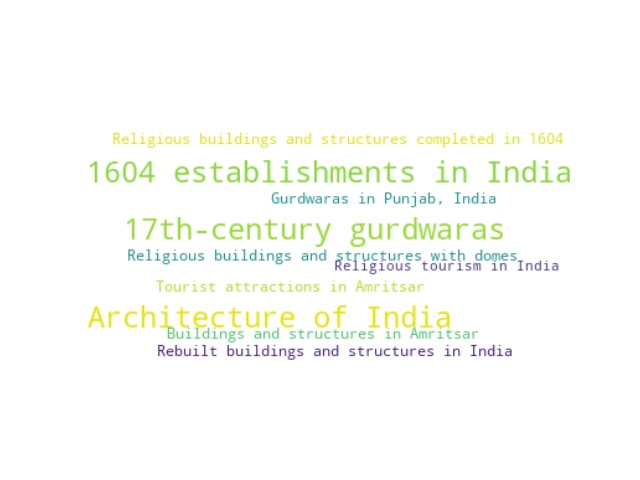 Religious buildings and structures completed in 1604
1604 establishments in India
Gurdwaras in Punjab, India
17th-century gurdwaras
Religious buildings and structures with domes
Religious tourism in India
Tourist attractions in Amritsar
Architecture of India
Buildings and structures in Amritsar
Rebuilt buildings and structures in India